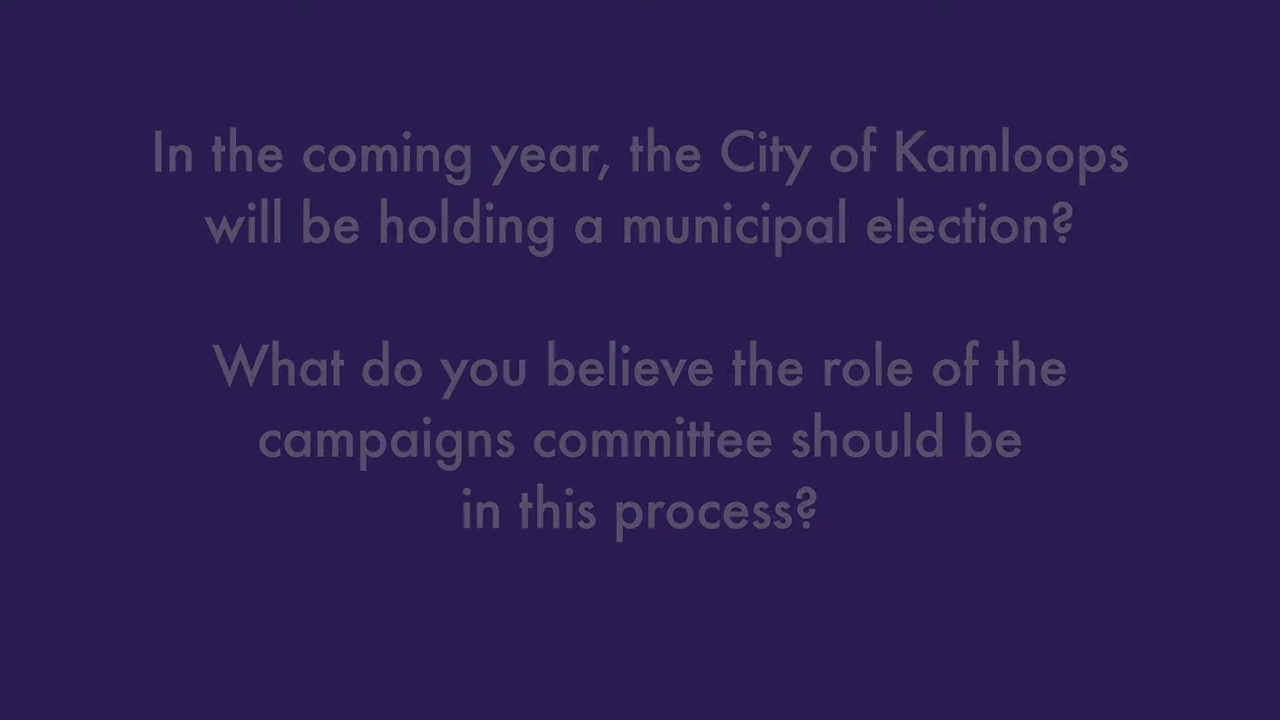 In the coming year, the City of Kamloops
will be holding a municipal election?
What do you believe the role of the
campaigns committee should be
in this process?